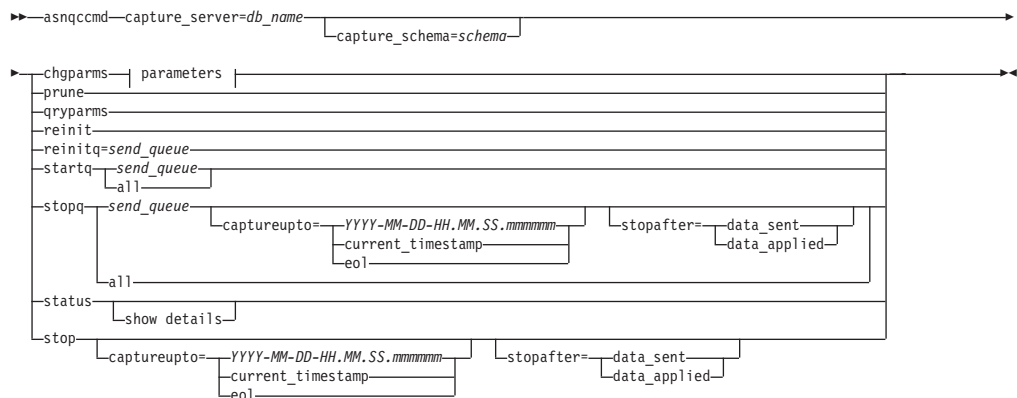 asnqccmd capture_server=db_name
capture_schema=schema
chgparms parameters
prune
qryparms
reinit
reinitq=send_queue
startq send_queue
all
stopq send_queue
captureupto= YYYY-MM-DD-HH.MM.SS.mmmmmm stopafter= data_sent
current_timestamp data_applied
eol
all
status
show details
stop
captureupto= YYYY-MM-DD-HH.MM.SS.mmmmmm stopafter= data_sent
current_timestamp data_applied
eol